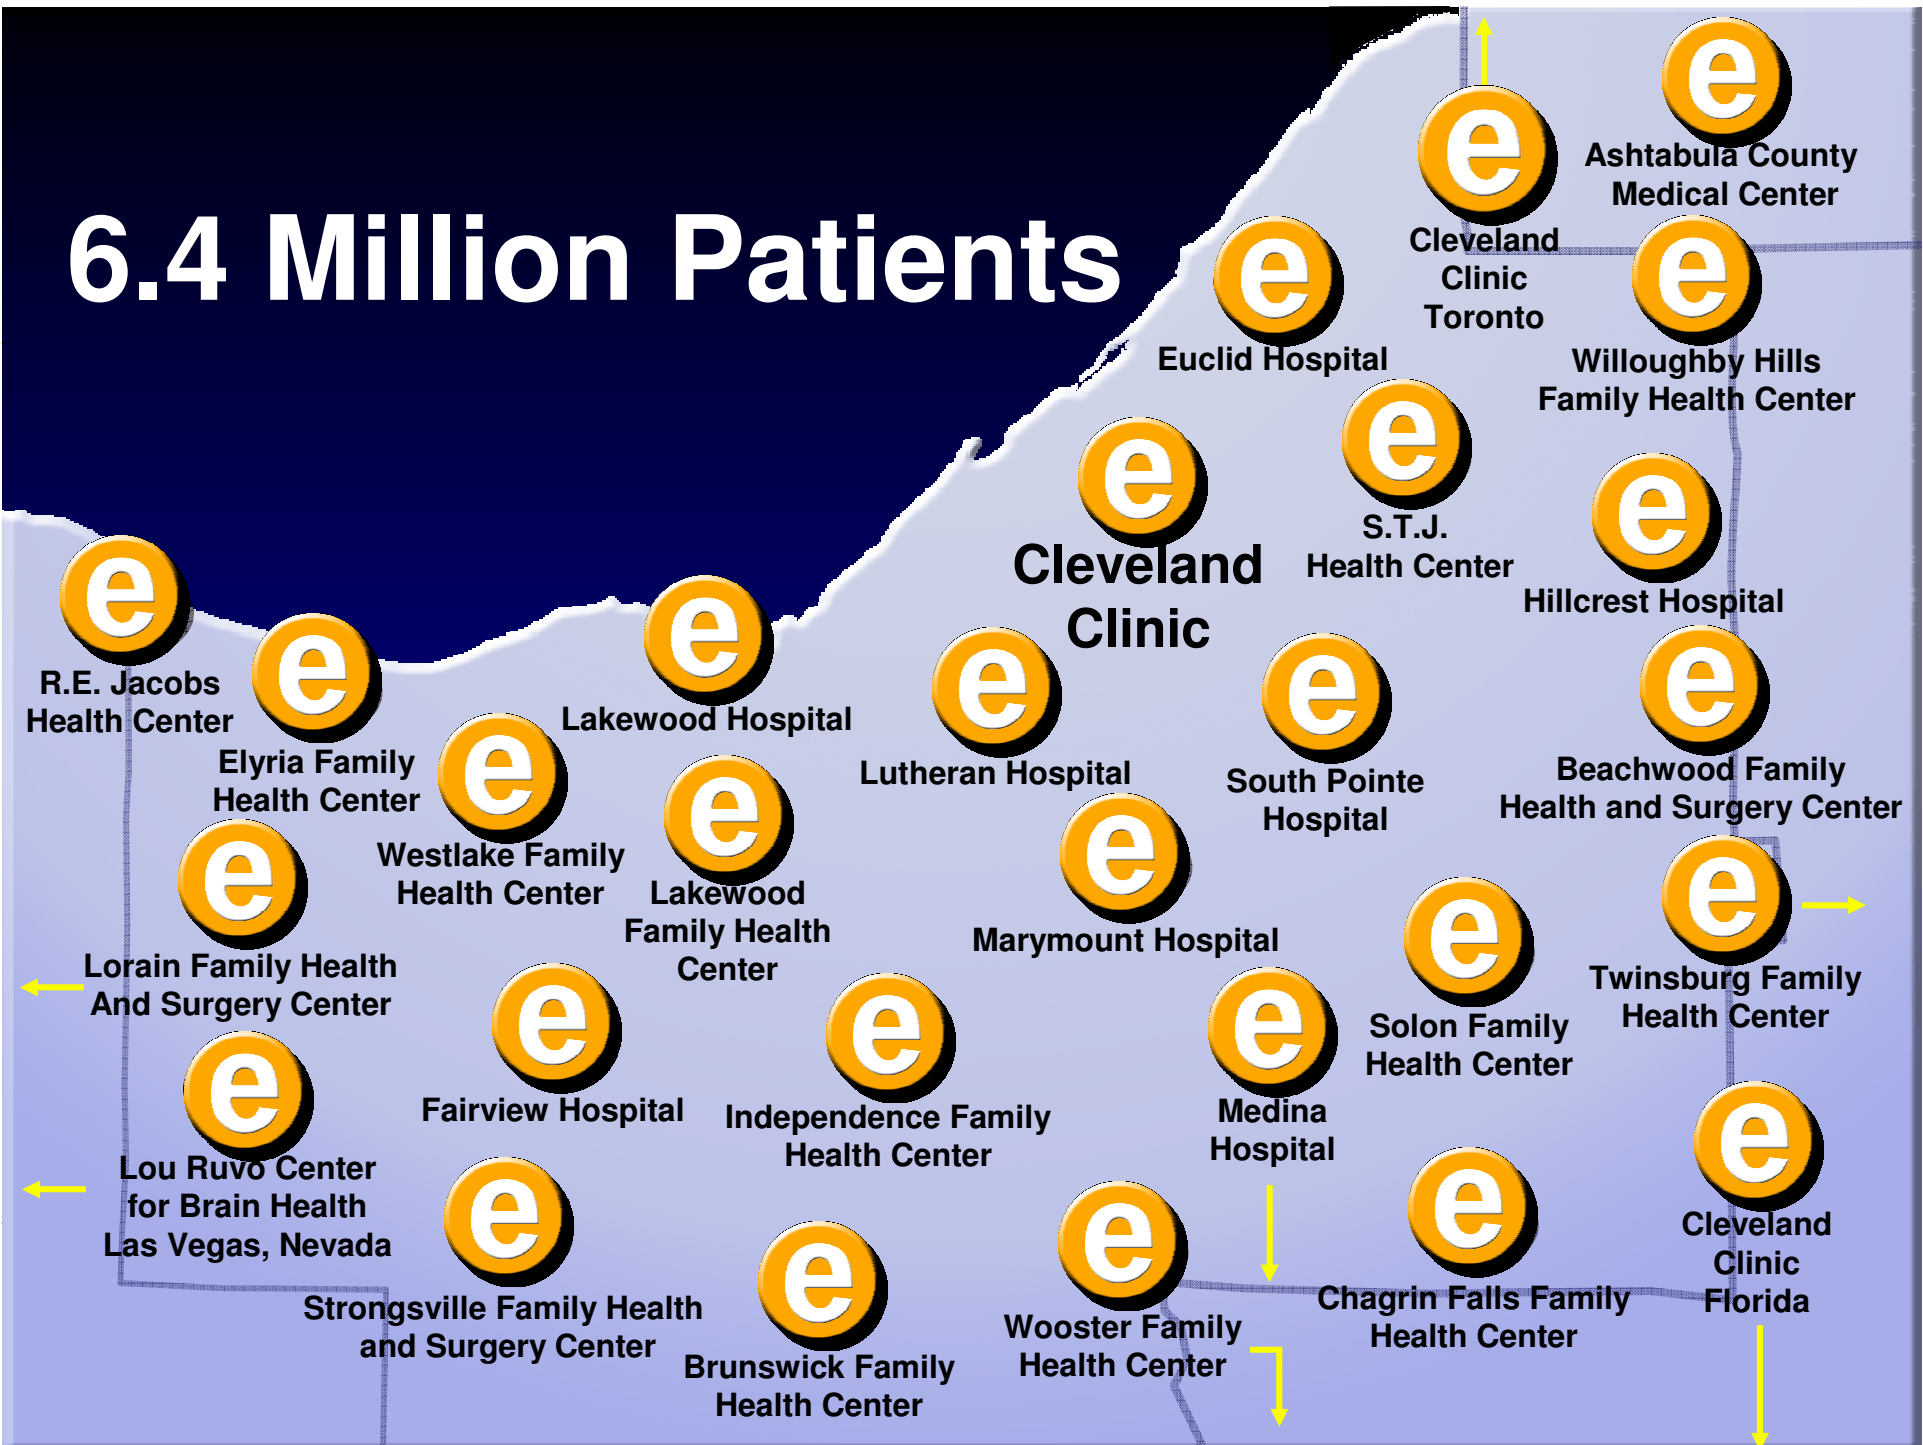 6.4 Million Patients
e
Ashtabula County
Medical Center
e
Cleveland
Clinic
Toronto
e
Euclid Hospital
e
Willoughby Hills
Family Health Center
e
Cleveland
Clinic
e
S.T.J.
Health Center
e
Hillcrest Hospital
e
R.E. Jacobs
Health Center
e
Elyria Family
Health Center
e
Lakewood Hospital
e
Lutheran Hospital
e
South Pointe
Hospital
e
Beachwood Family
Health and Surgery Center
e
Westlake Family
Health Center
e
Lakewood
Family Health
Center
e
Marymount Hospital
e
Lorain Family Health
And Surgery Center
e
Solon Family
Health Center
e
Twinsburg Family
Health Center
e
Fairview Hospital
e
Independence Family
Health Center
e
Medina
Hospital
e
Lou Ruvo Center
for Brain Health
Las Vegas, Nevada
e
Cleveland
Clinic
Florida
e
Strongsville Family Health
and Surgery Center
e
Brunswick Family
Health Center
e
Wooster Family
Health Center
e
Chagrin Falls Family
Health Center